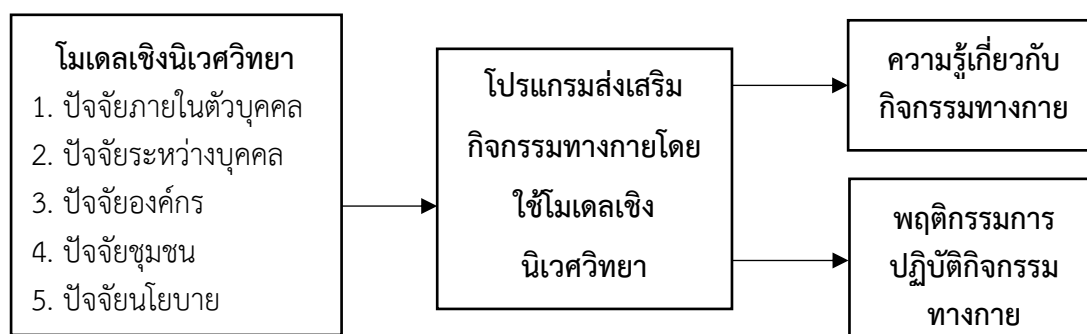 โมเดลเชิงนิเวศวิทยา
1. ปัจจัยภายในตัวบุคคล
2. ปัจจัยระหว่างบุคคล
3. ปัจจัยองค์กร
4. ปัจจัยชุมชน
5. ปัจจัยนโยบาย
โปรแกรมส่งเสริม
กิจกรรมทางกายโดย
ใช้โมเดลเชิง
นิเวศวิทยา
ความรู้เกี่ยวกับ
กิจกรรมทางกาย
พฤติกรรมการ
ปฏิบัติกิจกรรม
ทางกาย